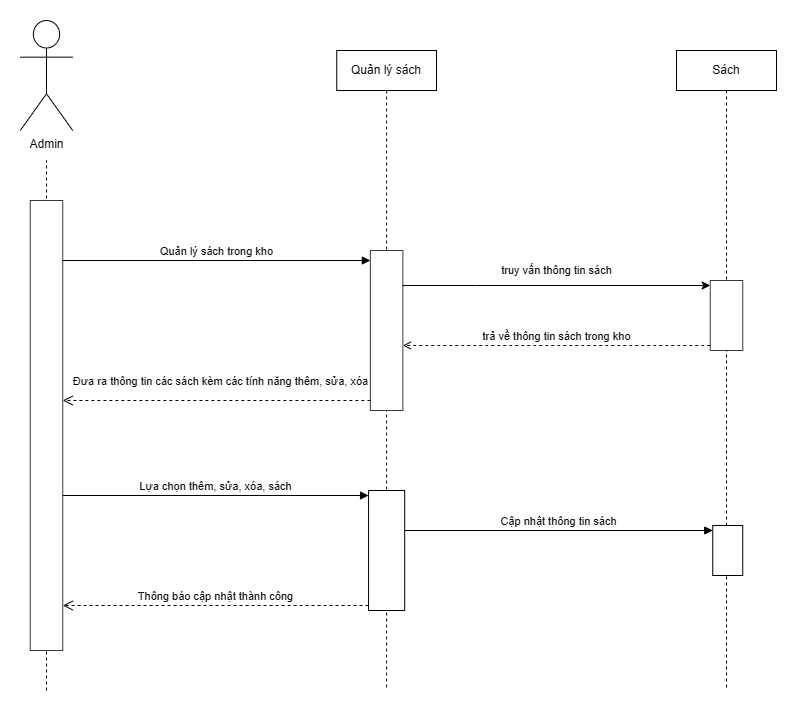 Quản lý sách
Sách
Admin
Quản lý sách trong kho
truy vấn thông tin sách
trả về thông tin sách trong kho
Đưa ra thông tin các sách kèm các tính năng thêm, sửa, xóa
Lựa chọn thêm, sửa, xóa, sách
Cập nhật thông tin sách
Thông báo cập nhật thành công